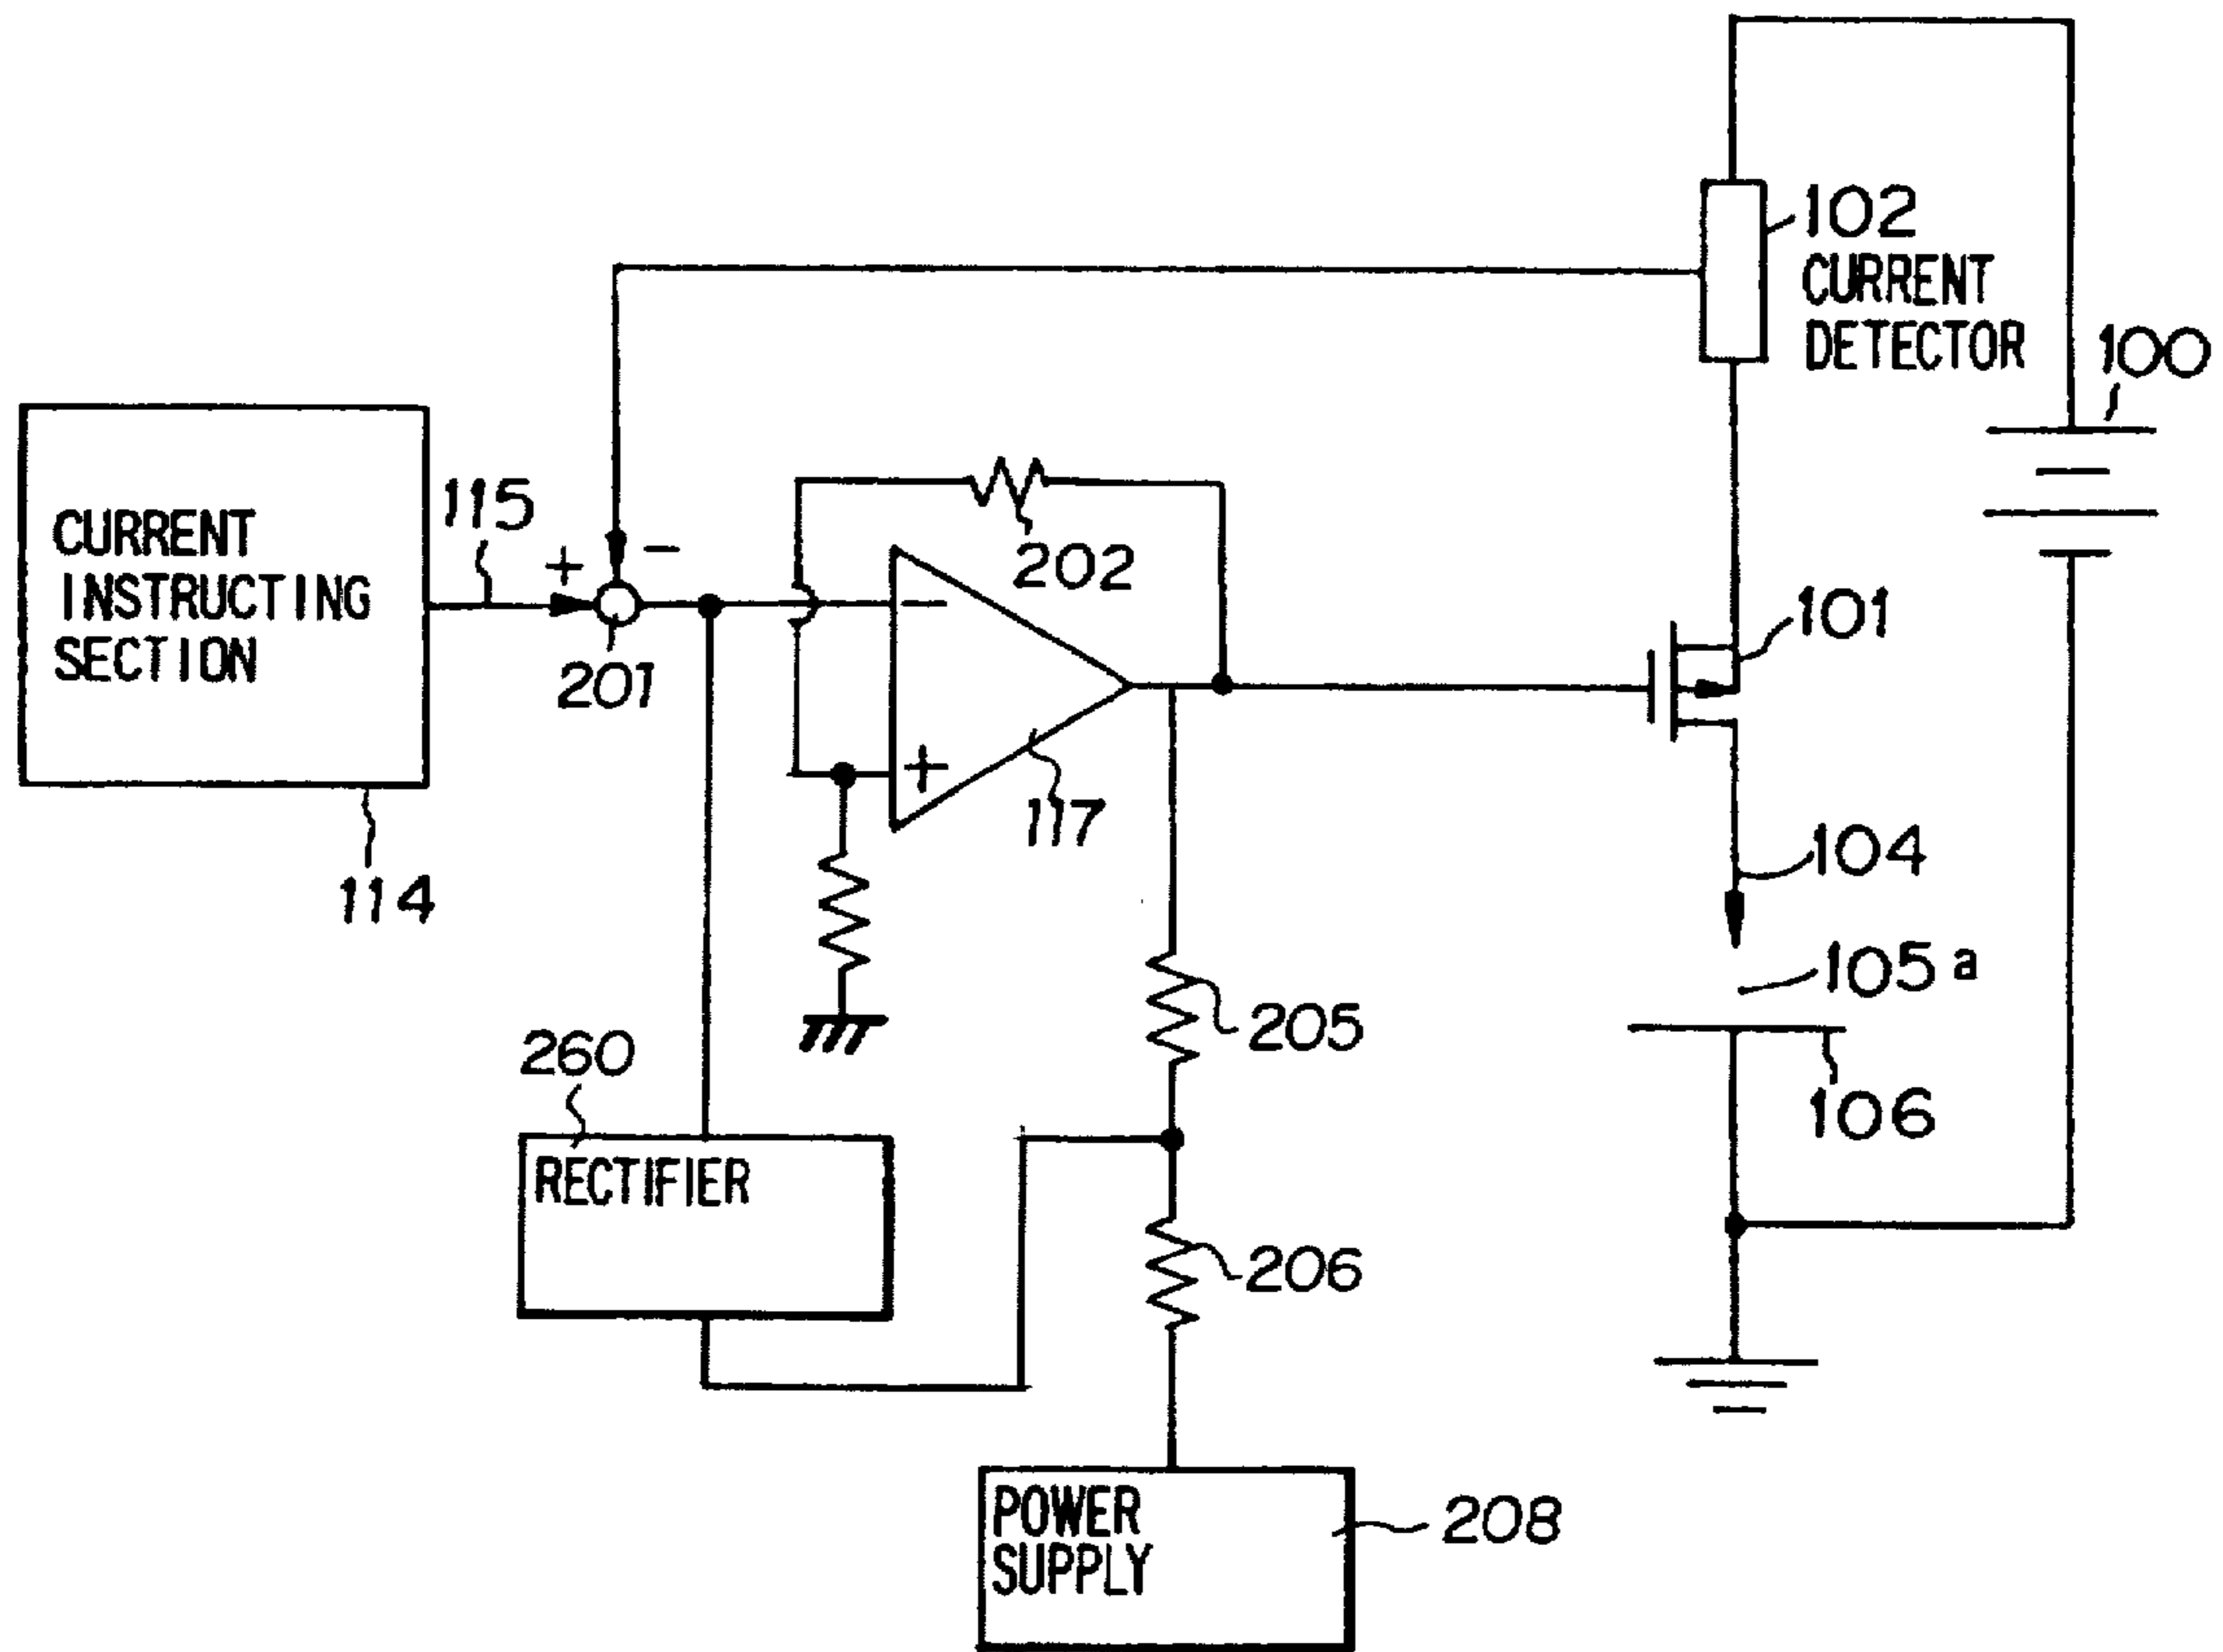 102
CURRENT
DETECTOR
100
CURRENT
INSTRUCTING
SECTION
115
+
−
201
202
−
+
117
101
114
104
105a
205
260
RECTIFIER
106
206
POWER
SUPPLY
208